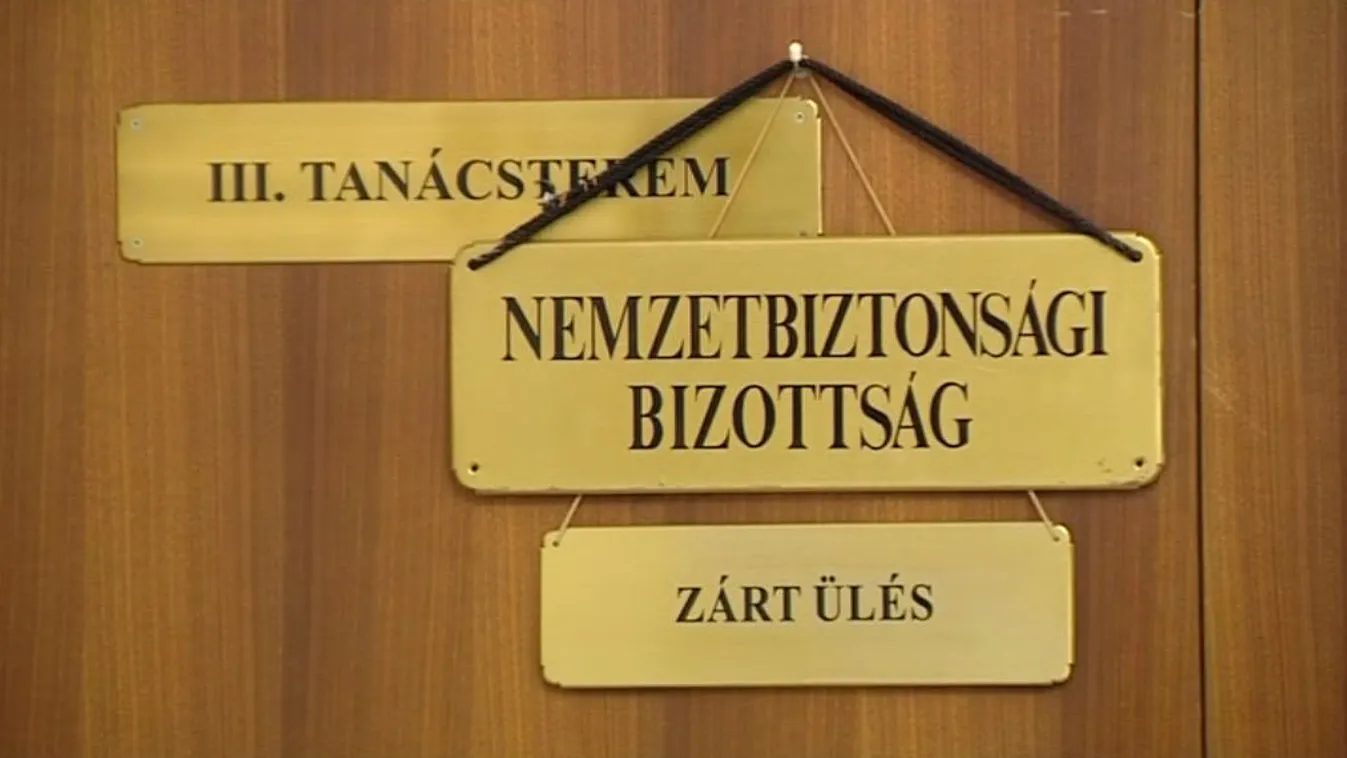 III. TANÁCSTEREM
NEMZETBIZTONSÁGI
BIZOTTSÁG
ZÁRT ÜLÉS